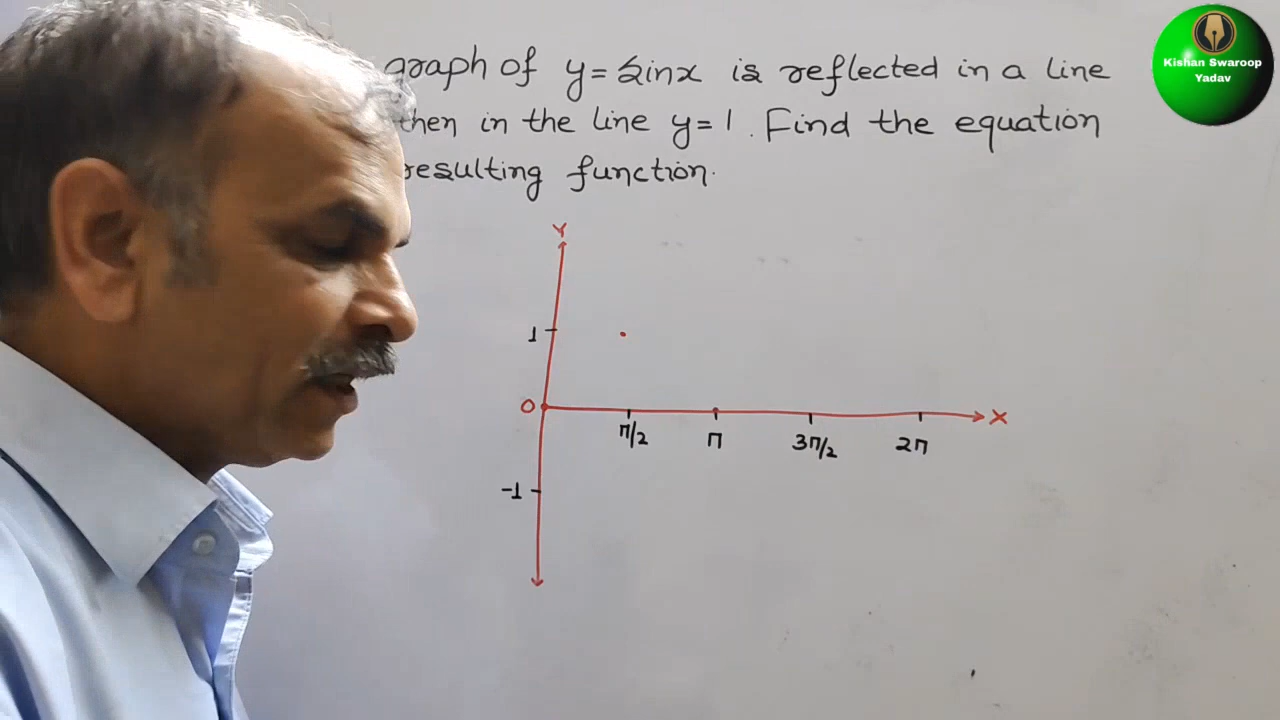 graph of y = sinx is reflected in a line
then in the line y = 1. Find the equation
resulting function.
Kishan Swaroop
Yadav
Y
1
O
π/2
π
3π/2
2π
X
-1